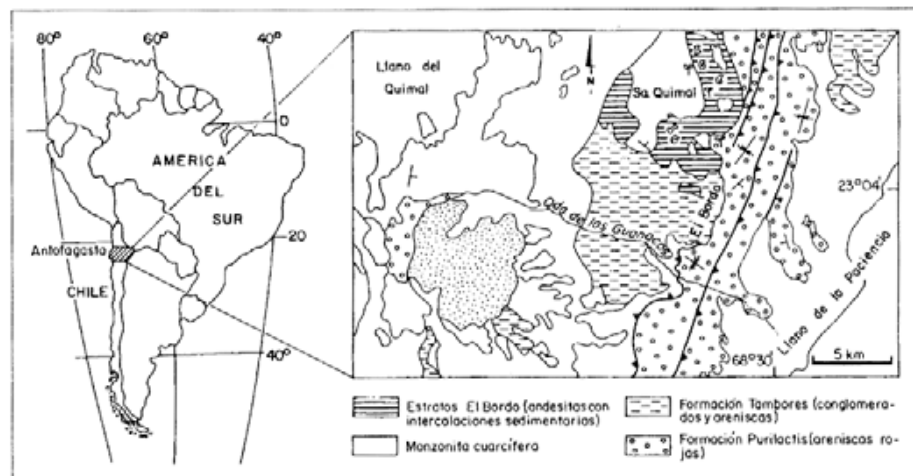 80°
60°
40°
0
AMERICA
DEL
SUR
20
Antofagasta
CHILE
40°
Llano del
Quimal
N
Sa Quimal
23°04'
Qda de los Guanacos
El Bordo
Llano de la Paciencia
68°30'
5 km
Estratos El Bordo (andesitas con
intercalaciones sedimentarias)
Monzonita cuarcífera
Formación Tambores (conglomera-
dos y areniscas)
Formación Purilactis (areniscas ro-
jas)